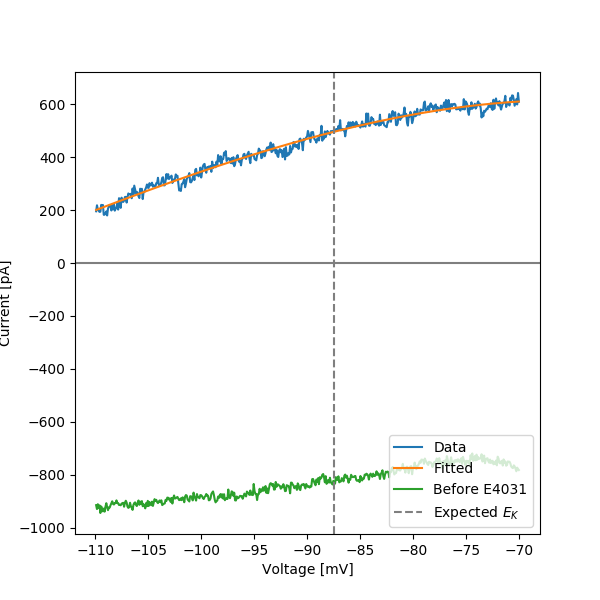 600
400
200
0
−200
−400
−600
−800
−1000
Current [pA]
−110 −105 −100 −95 −90 −85 −80 −75 −70
Voltage [mV]
Data
Fitted
Before E4031
Expected E_K